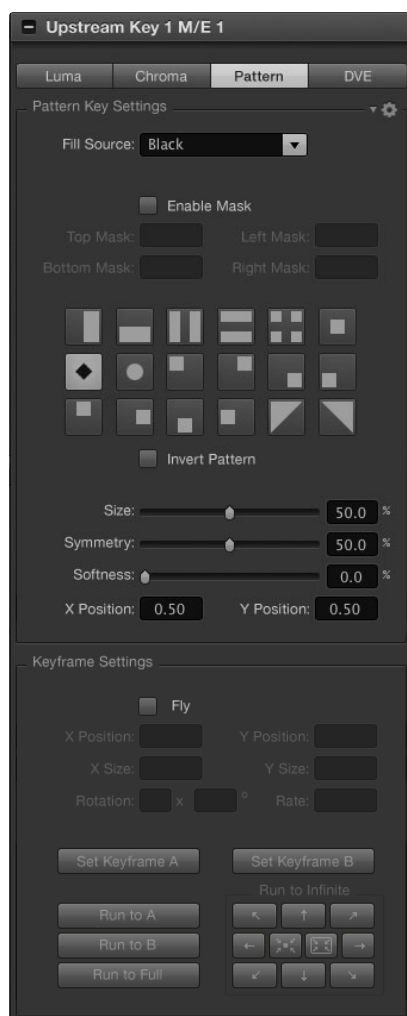 Upstream Key 1 M/E 1
Luma Chroma Pattern DVE
Pattern Key Settings
Fill Source: Black
Enable Mask
Top Mask: Left Mask:
Bottom Mask: Right Mask:
Invert Pattern
Size: 50.0 %
Symmetry: 50.0 %
Softness: 0.0 %
X Position: 0.50 Y Position: 0.50
Keyframe Settings
Fly
X Position: Y Position:
X Size: Y Size:
Rotation: x ° Rate:
Set Keyframe A Set Keyframe B
Run to Infinite
Run to A
Run to B
Run to Full